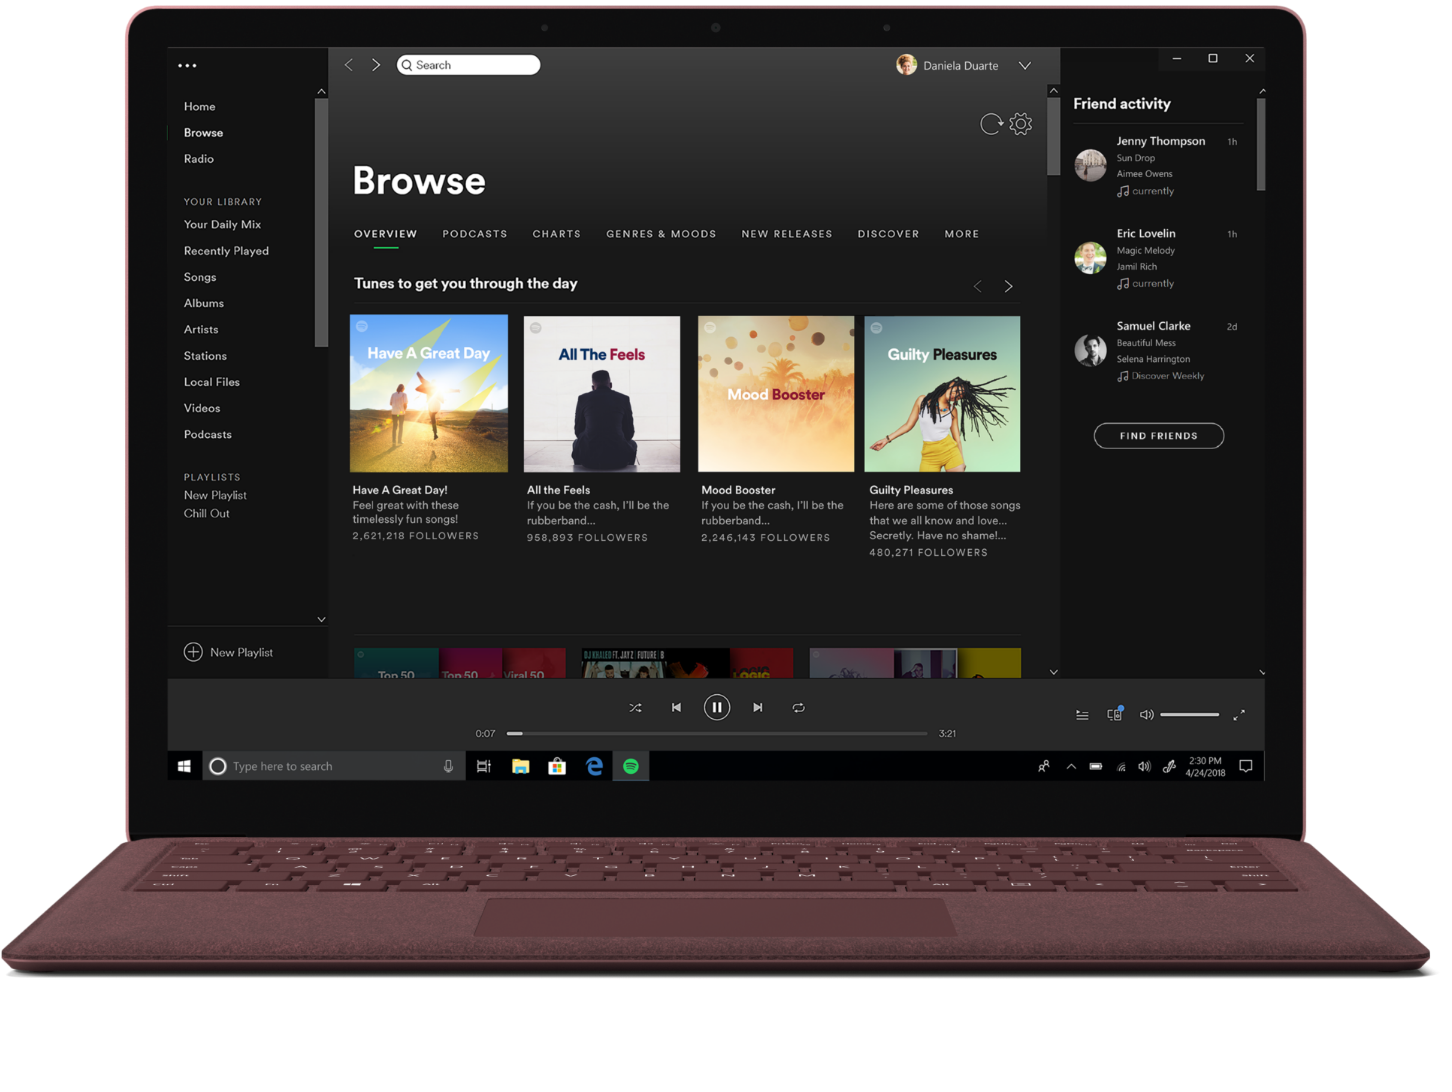 Search
Daniela Duarte
Home
Browse
Radio
YOUR LIBRARY
Your Daily Mix
Recently Played
Songs
Albums
Artists
Stations
Local Files
Videos
Podcasts
PLAYLISTS
New Playlist
Chill Out
New Playlist
Browse
OVERVIEW PODCASTS CHARTS GENRES & MOODS NEW RELEASES DISCOVER MORE
Tunes to get you through the day
Have A Great Day
All The Feels
Mood Booster
Guilty Pleasures
Have A Great Day!
Feel great with these
timelessly fun songs!
2,621,218 FOLLOWERS
All the Feels
If you be the cash, I'll be the
rubberband...
958,893 FOLLOWERS
Mood Booster
If you be the cash, I'll be the
rubberband...
2,246,143 FOLLOWERS
Guilty Pleasures
Here are some of those songs
that we all know and love...
Secretly. Have no shame!...
480,271 FOLLOWERS
Top 50 Top 50 Viral 50
DJ KHALED FT. JAY Z FUTURE B
LOGIC
Friend activity
Jenny Thompson 1h
Sun Drop
Aimee Owens
currently
Eric Lovelin 1h
Magic Melody
Jamil Rich
currently
Samuel Clarke 2d
Beautiful Mess
Selena Harrington
Discover Weekly
FIND FRIENDS
0:07 3:21
Type here to search
2:30 PM
4/24/2018